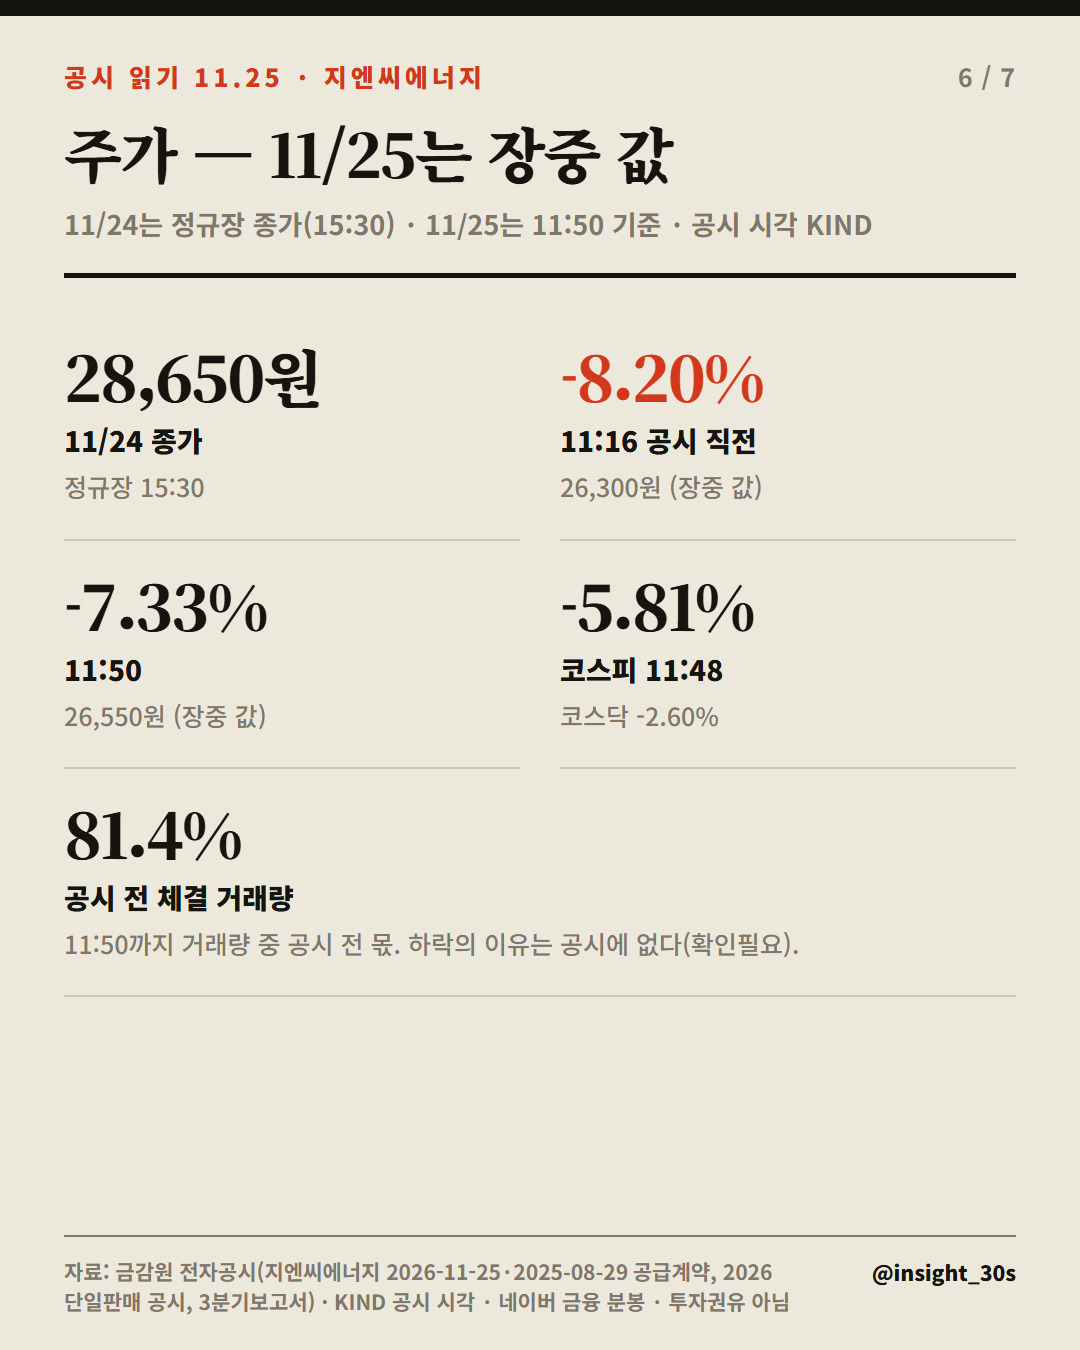 공시 읽기 11.25 · 지엔씨에너지
6 / 7
주가 — 11/25는 장중 값
11/24는 정규장 종가(15:30) · 11/25는 11:50 기준 · 공시 시각 KIND
28,650원
11/24 종가
정규장 15:30
-8.20%
11:16 공시 직전
26,300원 (장중 값)
-7.33%
11:50
26,550원 (장중 값)
-5.81%
코스피 11:48
코스닥 -2.60%
81.4%
공시 전 체결 거래량
11:50까지 거래량 중 공시 전 몫. 하락의 이유는 공시에 없다(확인필요).
자료: 금감원 전자공시(지엔씨에너지 2026-11-25·2025-08-29 공급계약, 2026
단일판매 공시, 3분기보고서) · KIND 공시 시각 · 네이버 금융 분봉 · 투자권유 아님
@insight_30s